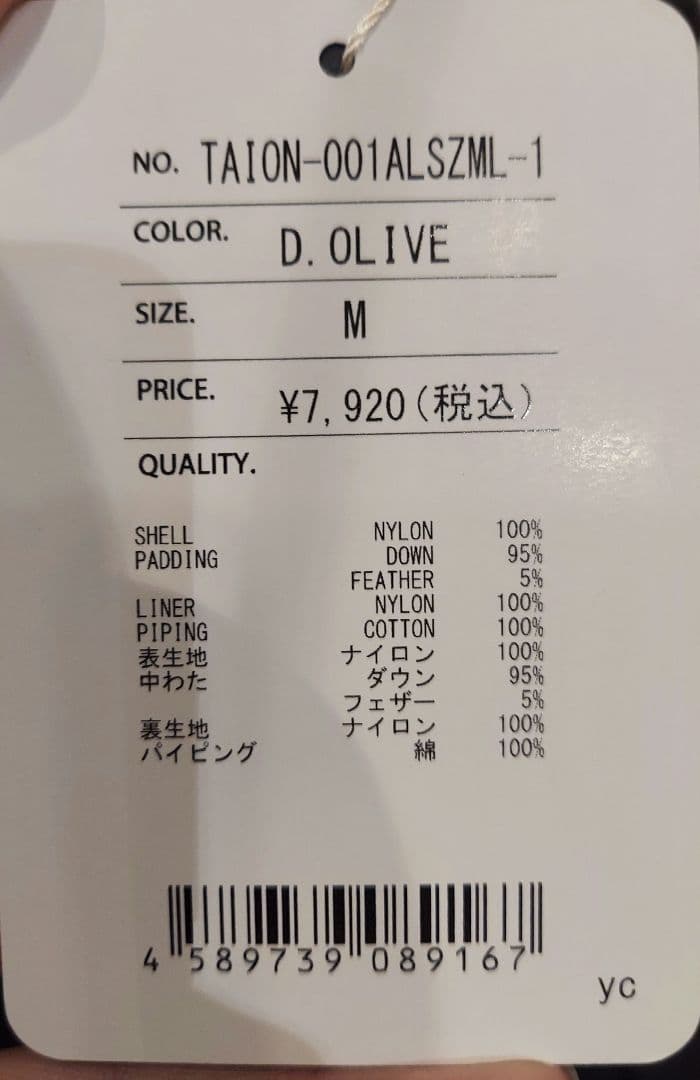 NO. TAION-001ALSZML-1
COLOR. D.OLIVE
SIZE. M
PRICE. ¥7,920(税込)
QUALITY.
SHELL NYLON 100%
PADDING DOWN 95%
FEATHER 5%
LINER NYLON 100%
PIPING COTTON 100%
表生地 ナイロン 100%
中わた ダウン 95%
フェザー 5%
裏生地 ナイロン 100%
パイピング 綿 100%
4 589739 089167
yc